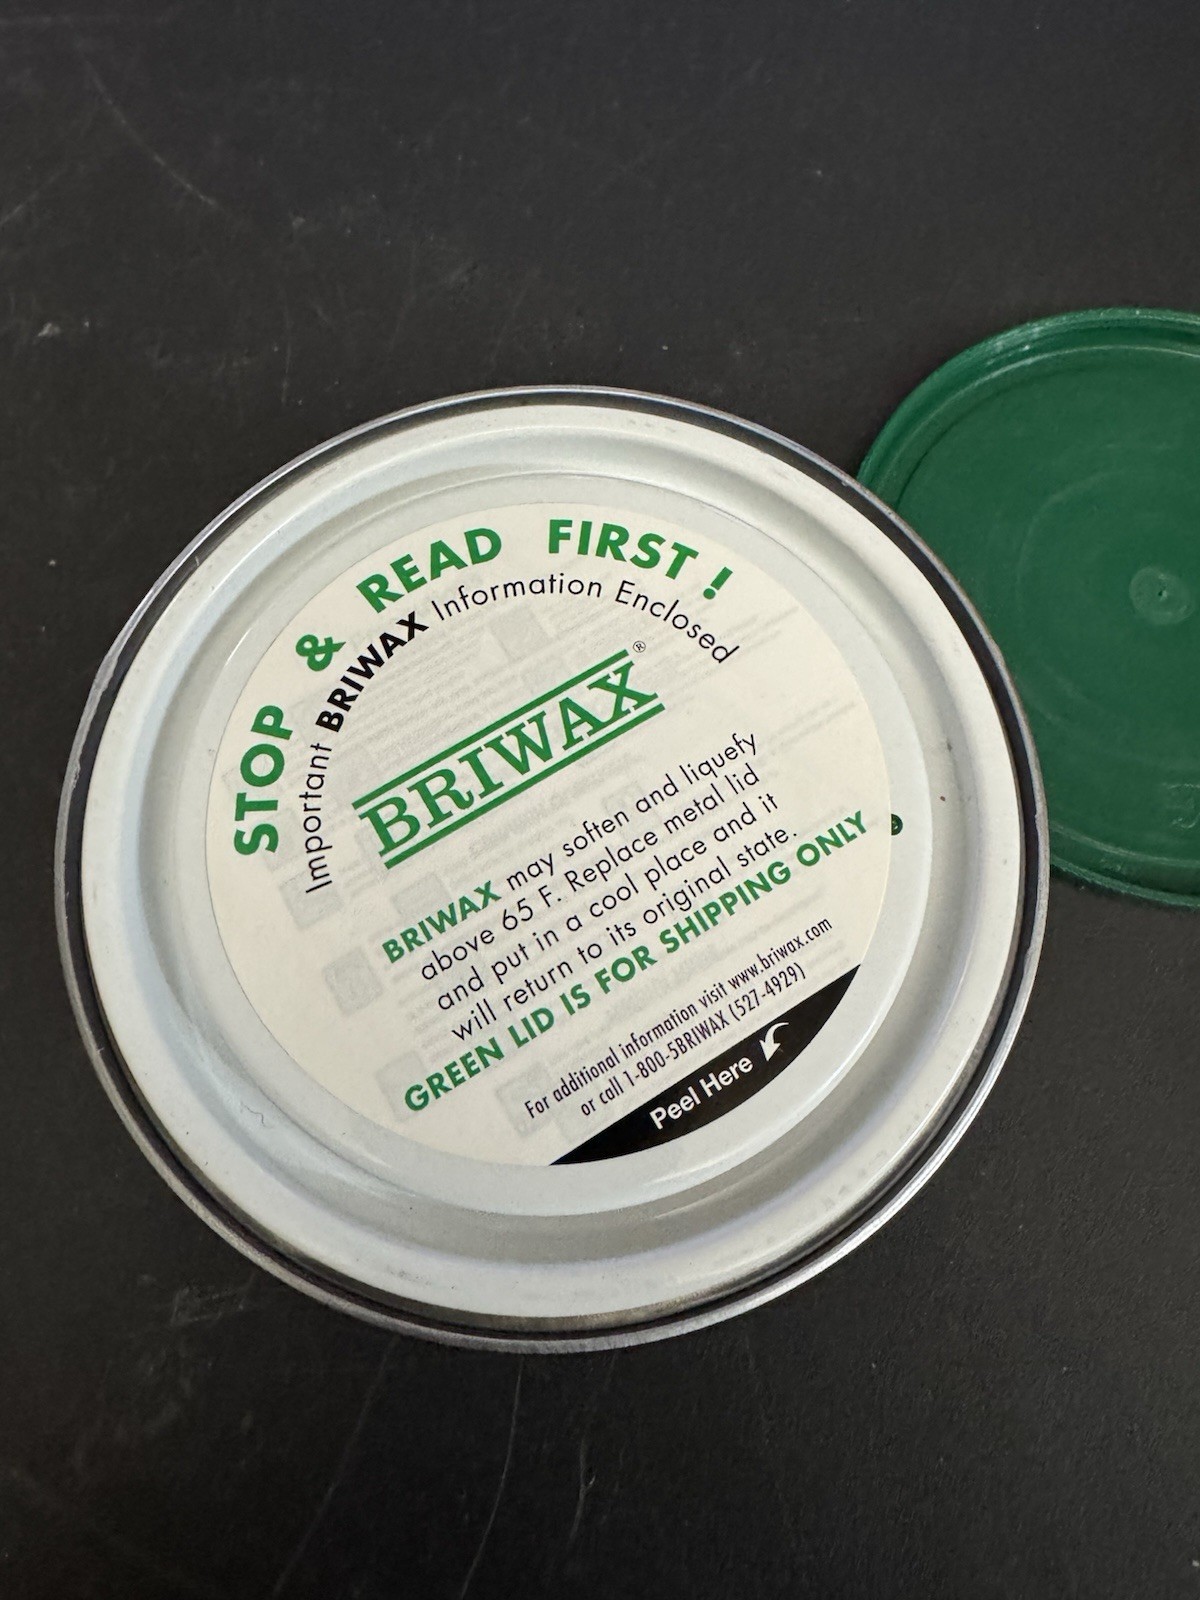 STOP & READ FIRST!
Important BRIWAX Information Enclosed
BRIWAX®
BRIWAX may soften and liquefy
above 65 F. Replace metal lid
and put in a cool place and it
will return to its original state.
GREEN LID IS FOR SHIPPING ONLY
For additional information visit www.briwax.com
or call 1-800-5BRIWAX (527-4929)
Peel Here